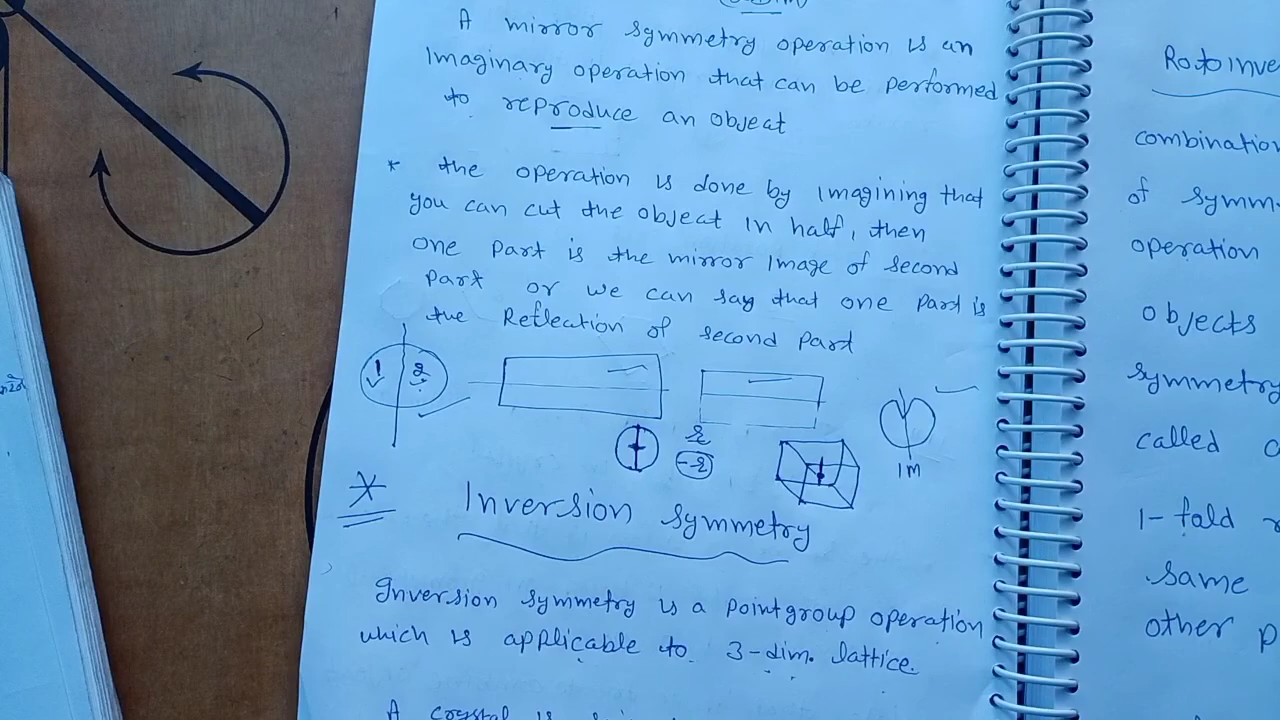 A mirror symmetry operation is an
Imaginary operation that can be performed
to reproduce an object
* the operation is done by imagining that
you can cut the object in half, then
one part is the mirror Image of second
part or we can say that one part is
the Reflection of second part
1 2
r
-r
1M
* Inversion symmetry
Inversion symmetry is a pointgroup operation
which is applicable to 3-dim. lattice.
A crystal is
Rotoinve
combination
of symm
operation
objects
symmetry
called
1-fold
same
other p